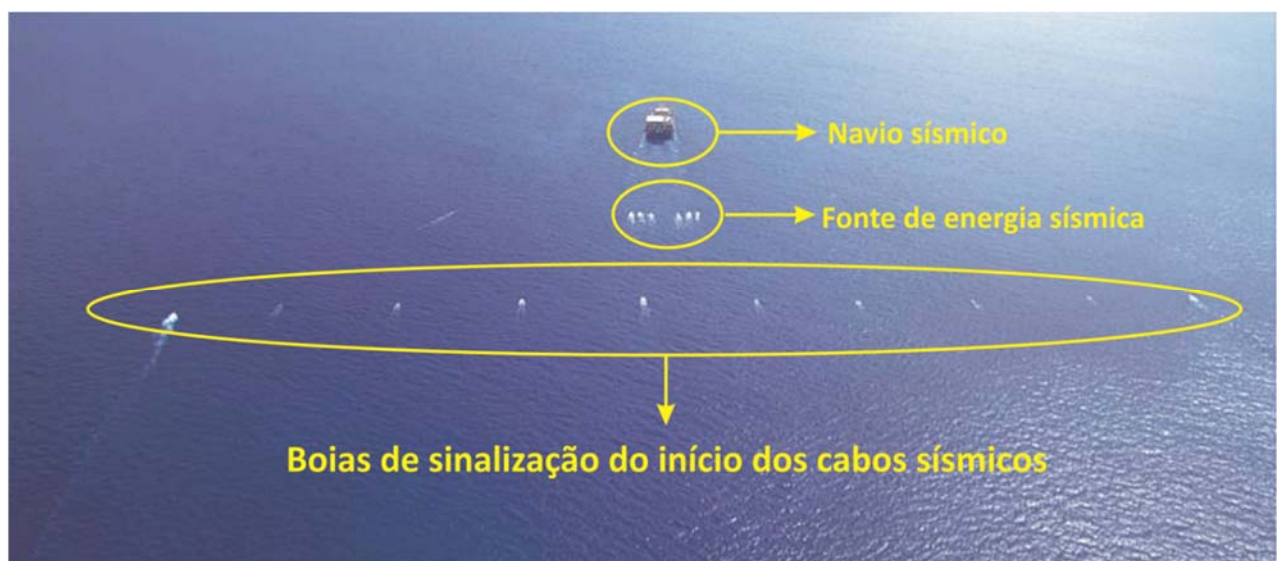 Navio sísmico
Fonte de energia sísmica
Boias de sinalização do início dos cabos sísmicos